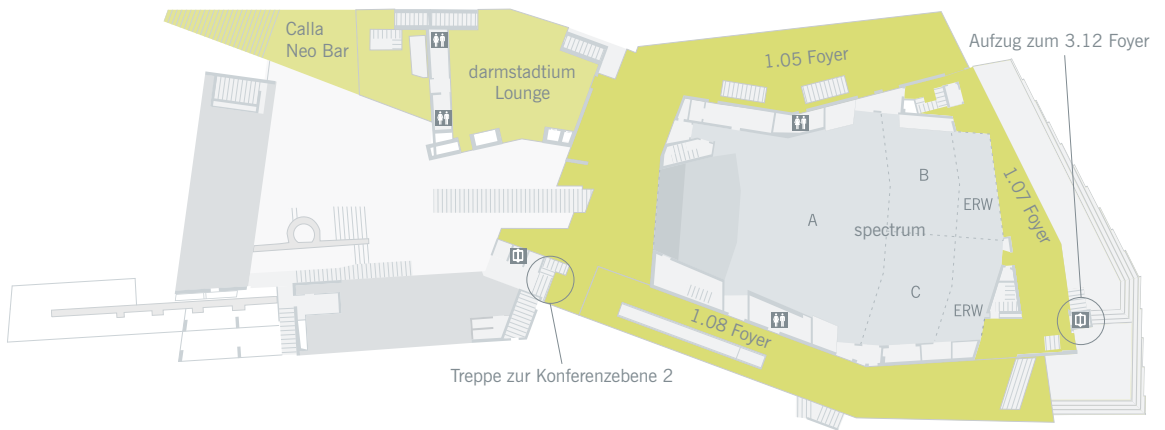 Calla
Neo Bar
darmstadtium
Lounge
1.05 Foyer
Aufzug zum 3.12 Foyer
B
ERW
1.07 Foyer
A
spectrum
C
ERW
1.08 Foyer
Treppe zur Konferenzebene 2